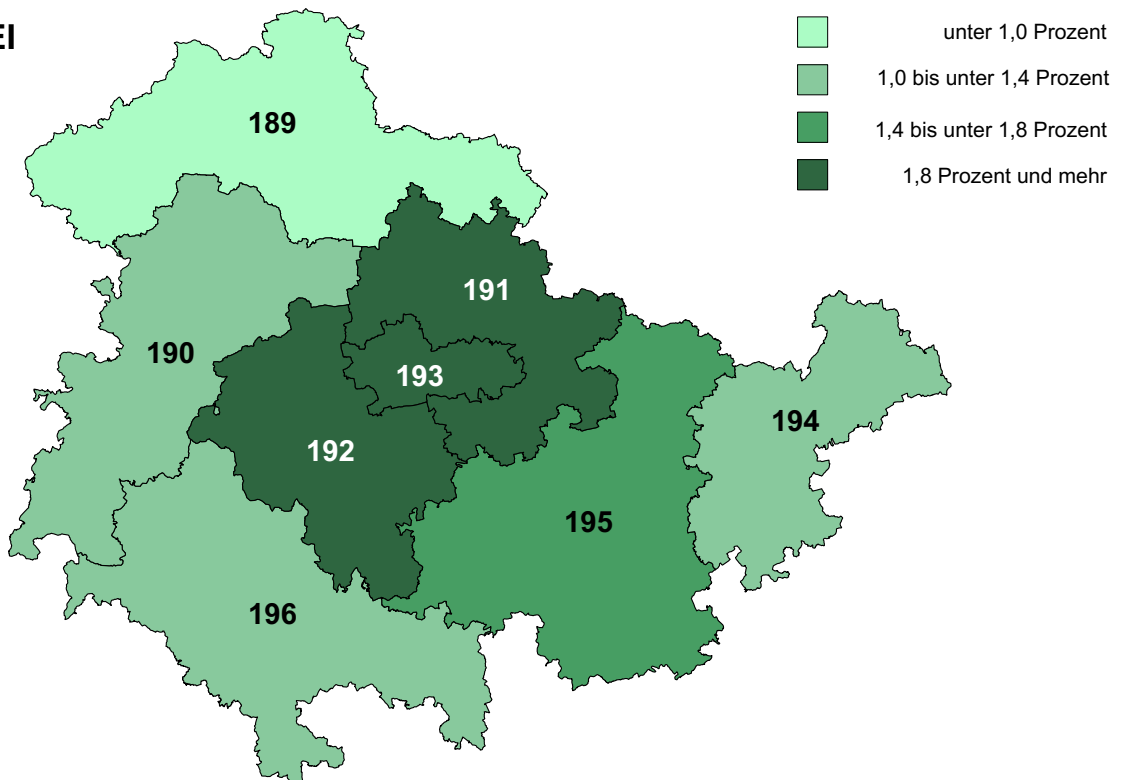 EI
unter 1,0 Prozent
1,0 bis unter 1,4 Prozent
1,4 bis unter 1,8 Prozent
1,8 Prozent und mehr
189
191
190
193
194
192
195
196